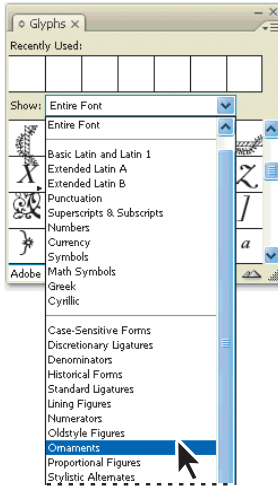 Glyphs
Recently Used:
Show: Entire Font
Entire Font
Basic Latin and Latin 1
Extended Latin A
Extended Latin B
Punctuation
Superscripts & Subscripts
Numbers
Currency
Symbols
Math Symbols
Greek
Cyrillic
Case-Sensitive Forms
Discretionary Ligatures
Denominators
Historical Forms
Standard Ligatures
Lining Figures
Numerators
Oldstyle Figures
Ornaments
Proportional Figures
Stylistic Alternates
X
Z
]
a
Adobe